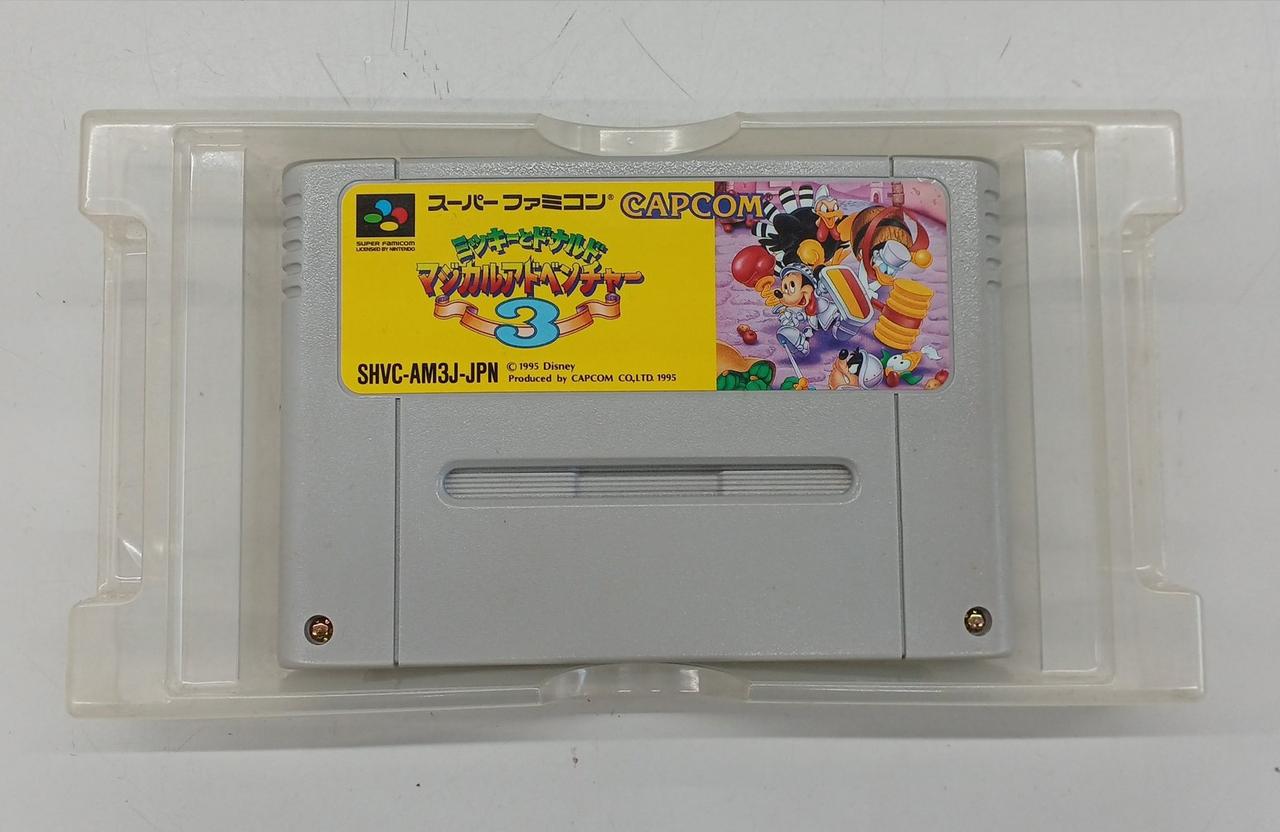 スーパーファミコン® CAPCOM
SUPER FAMICOM
LICENSED BY NINTENDO
ミッキーとドナルド
マジカルアドベンチャー
3
SHVC-AM3J-JPN
© 1995 Disney
Produced by CAPCOM CO.,LTD. 1995